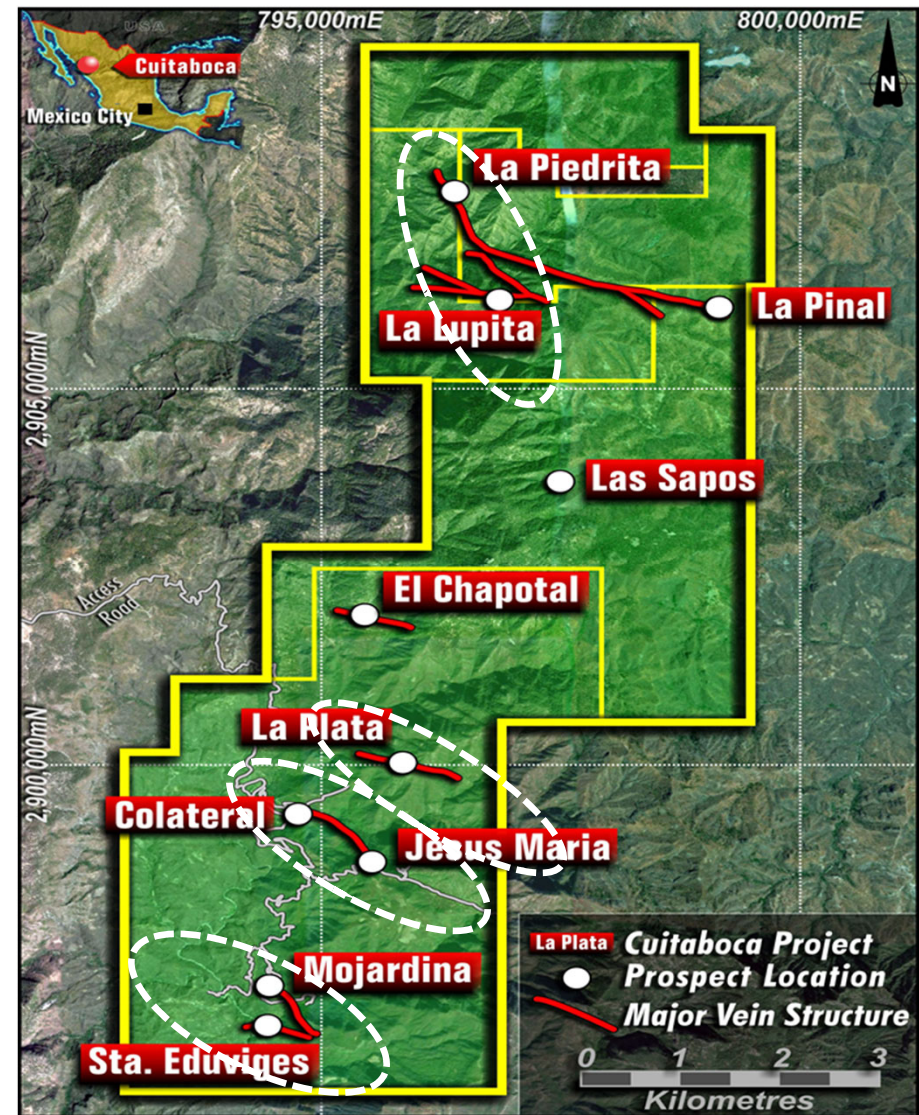 795,000mE
800,000mE
USA
Cuitaboca
Mexico City
N
La Piedrita
La Pinal
La Lupita
2,905,000mN
Las Sapos
El Chapotal
Access
Road
La Plata
2,900,000mN
Colateral
Jesus Maria
Mojardina
Sta. Eduviges
La Plata Cuitaboca Project
Prospect Location
Major Vein Structure
0 1 2 3
Kilometres